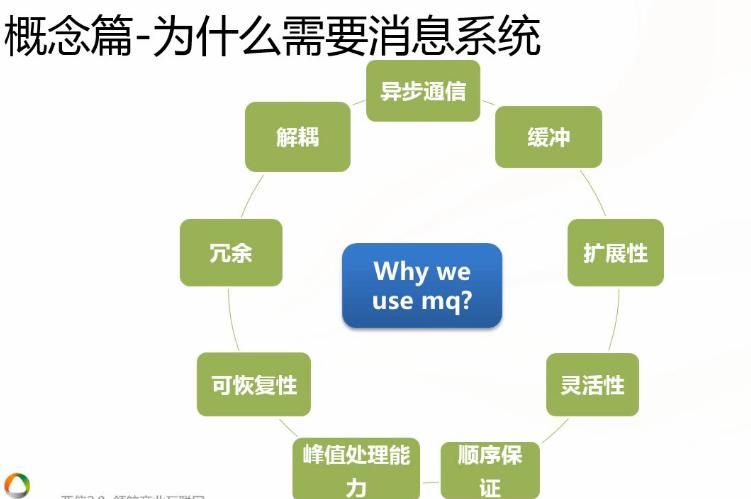 概念篇-为什么需要消息系统
异步通信
解耦
缓冲
冗余
扩展性
Why we
use mq?
可恢复性
灵活性
峰值处理能
力
顺序保
证